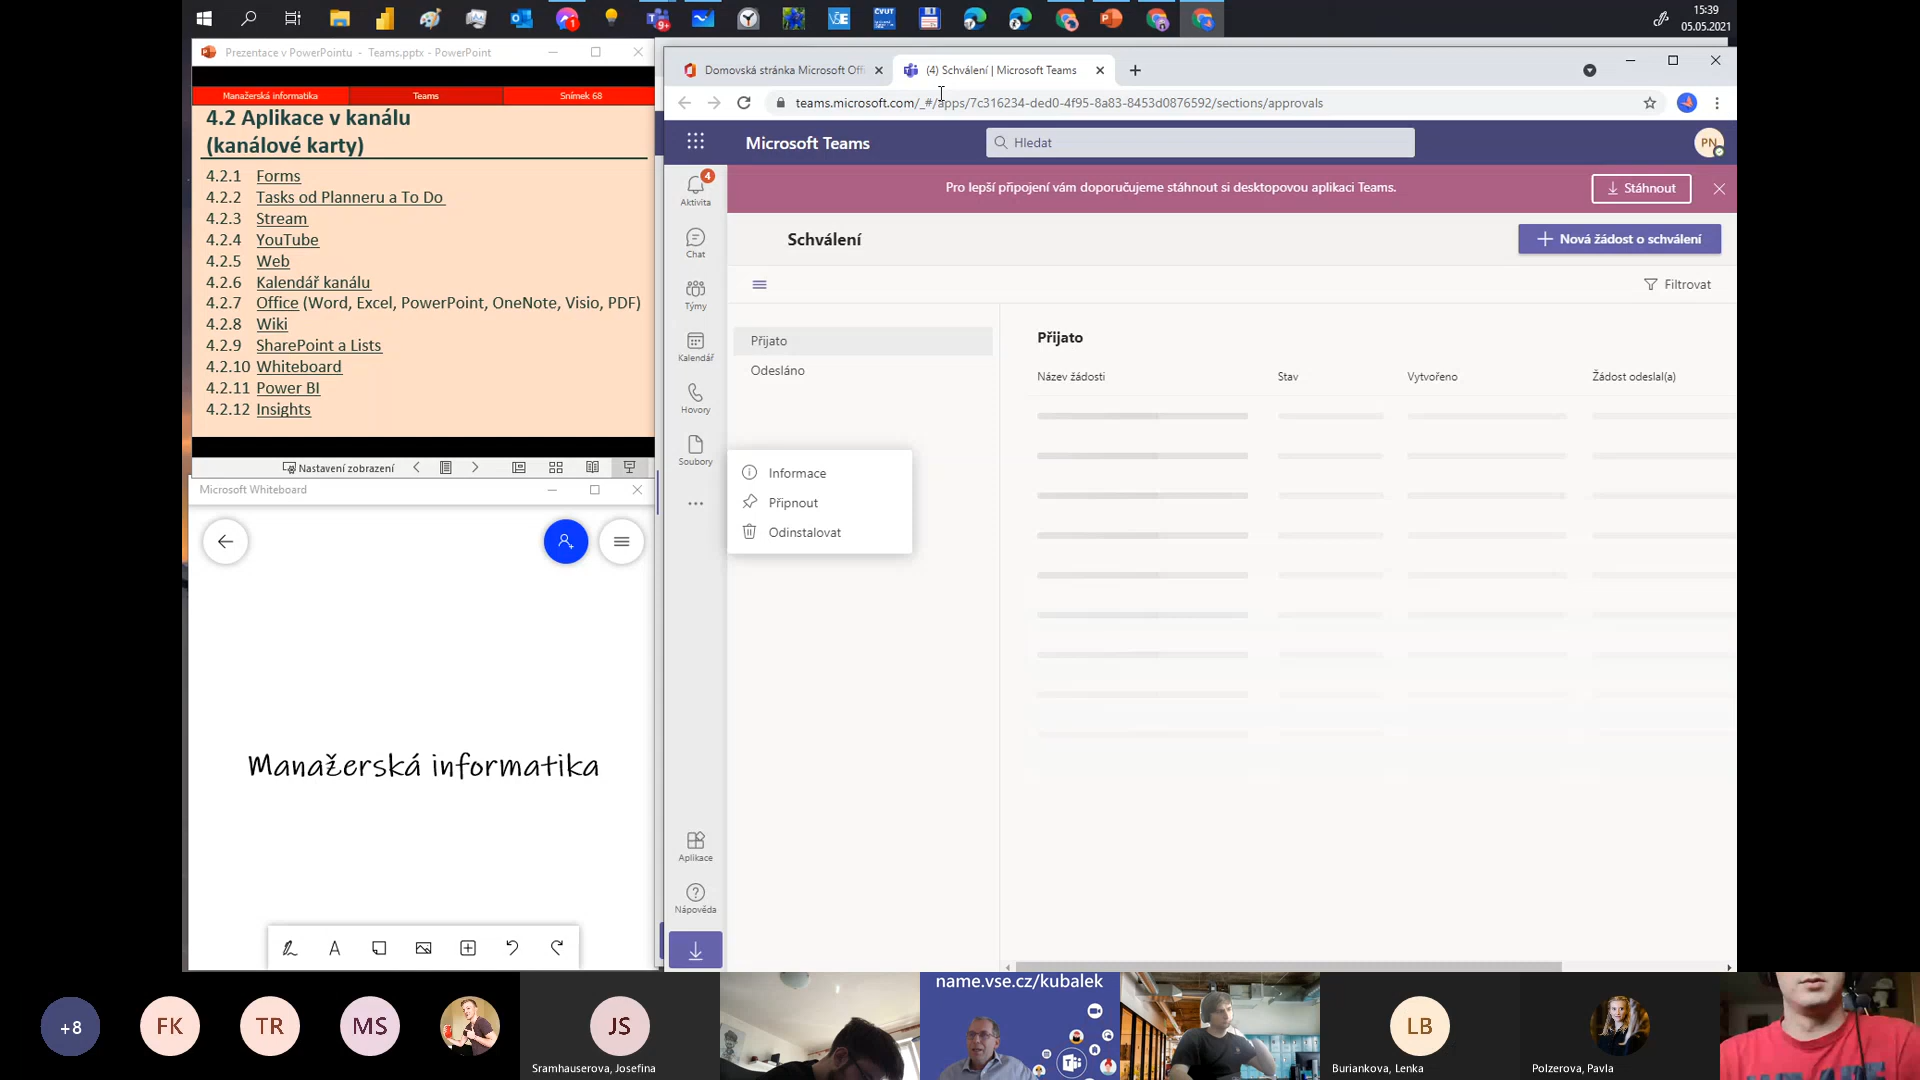 15:39
05.05.2021
Prezentace v PowerPointu - Teams.pptx - PowerPoint
Manažerská informatika
Teams
Snímek 68
4.2 Aplikace v kanálu
(kanálové karty)
4.2.1 Forms
4.2.2 Tasks od Planneru a To Do
4.2.3 Stream
4.2.4 YouTube
4.2.5 Web
4.2.6 Kalendář kanálu
4.2.7 Office (Word, Excel, PowerPoint, OneNote, Visio, PDF)
4.2.8 Wiki
4.2.9 SharePoint a Lists
4.2.10 Whiteboard
4.2.11 Power BI
4.2.12 Insights
Nastavení zobrazení
Microsoft Whiteboard
Manažerská informatika
Domovská stránka Microsoft Offi
(4) Schválení | Microsoft Teams
teams.microsoft.com/_#/apps/7c316234-ded0-4f95-8a83-8453d0876592/sections/approvals
Microsoft Teams
Hledat
PN
Pro lepší připojení vám doporučujeme stáhnout si desktopovou aplikaci Teams.
Stáhnout
4
Aktivita
Chat
Týmy
Kalendář
Hovory
Soubory
Aplikace
Nápověda
Schválení
Nová žádost o schválení
Filtrovat
Přijato
Odesláno
Informace
Připnout
Odinstalovat
Přijato
Název žádosti
Stav
Vytvořeno
Žádost odeslal(a)
+8
FK
TR
MS
JS
Sramhauserova, Josefina
name.vse.cz/kubalek
LB
Buriankova, Lenka
Polzerova, Pavla